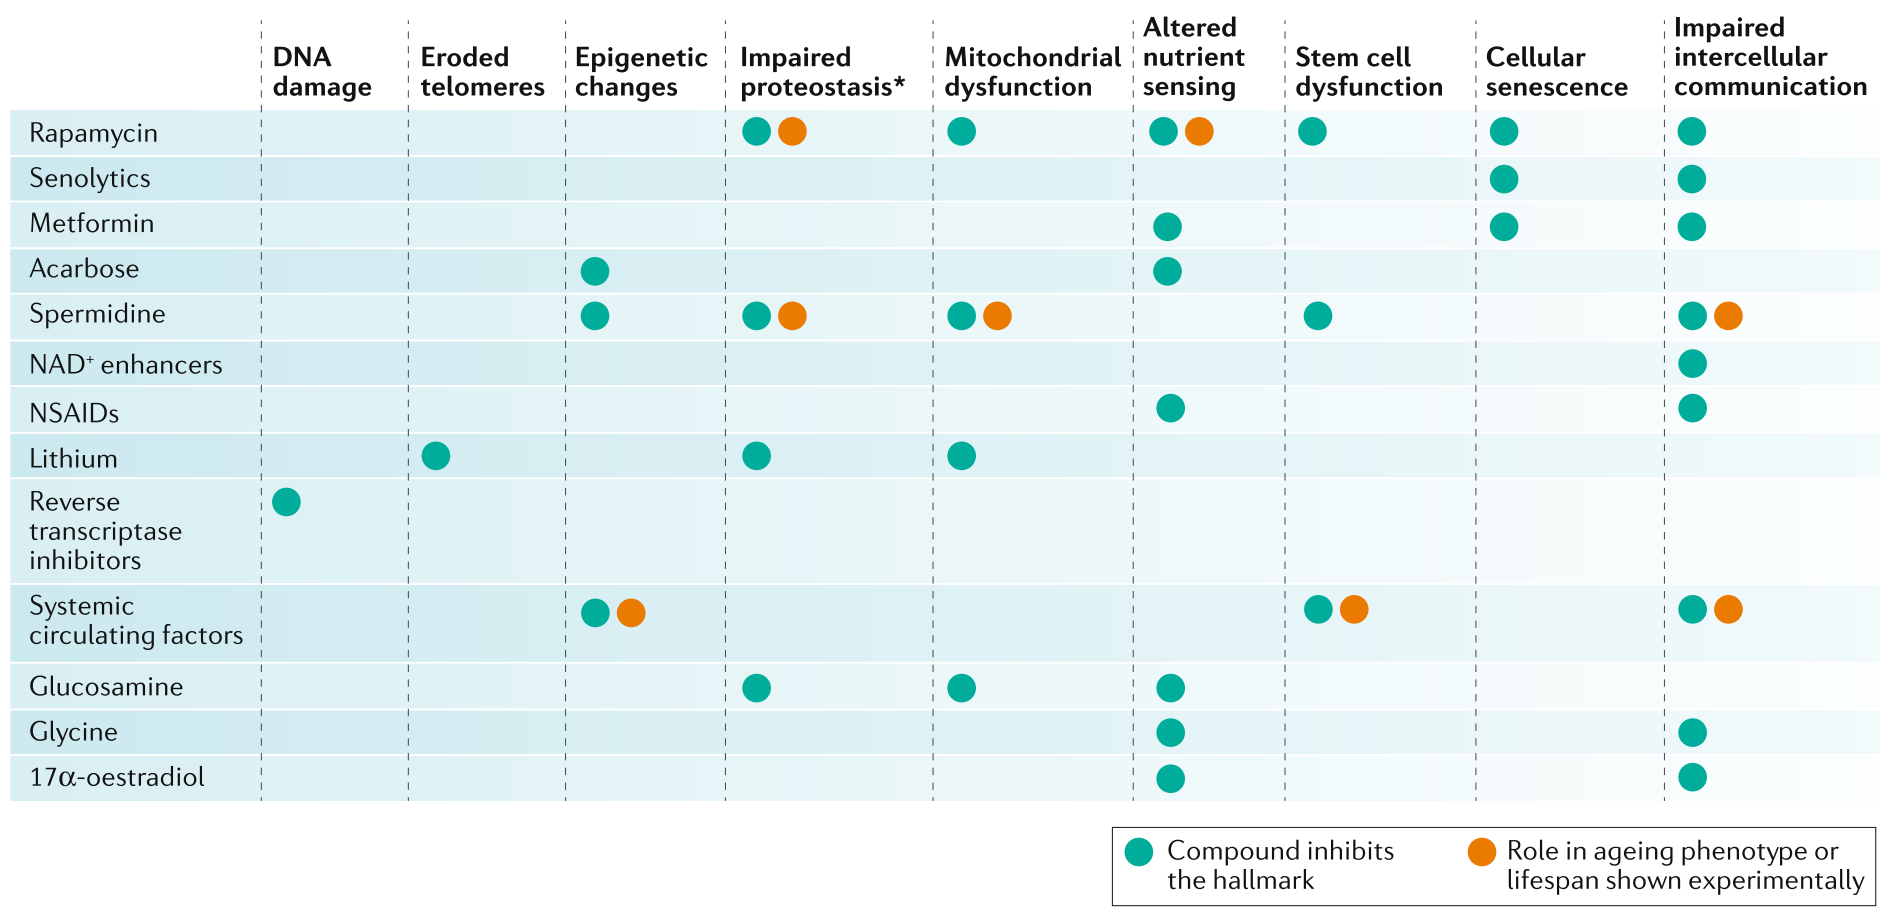 DNA
damage
Eroded
telomeres
Epigenetic
changes
Impaired
proteostasis*
Mitochondrial
dysfunction
Altered
nutrient
sensing
Stem cell
dysfunction
Cellular
senescence
Impaired
intercellular
communication
Rapamycin
Senolytics
Metformin
Acarbose
Spermidine
NAD⁺ enhancers
NSAIDs
Lithium
Reverse
transcriptase
inhibitors
Systemic
circulating factors
Glucosamine
Glycine
17α-oestradiol
Compound inhibits
the hallmark
Role in ageing phenotype or
lifespan shown experimentally